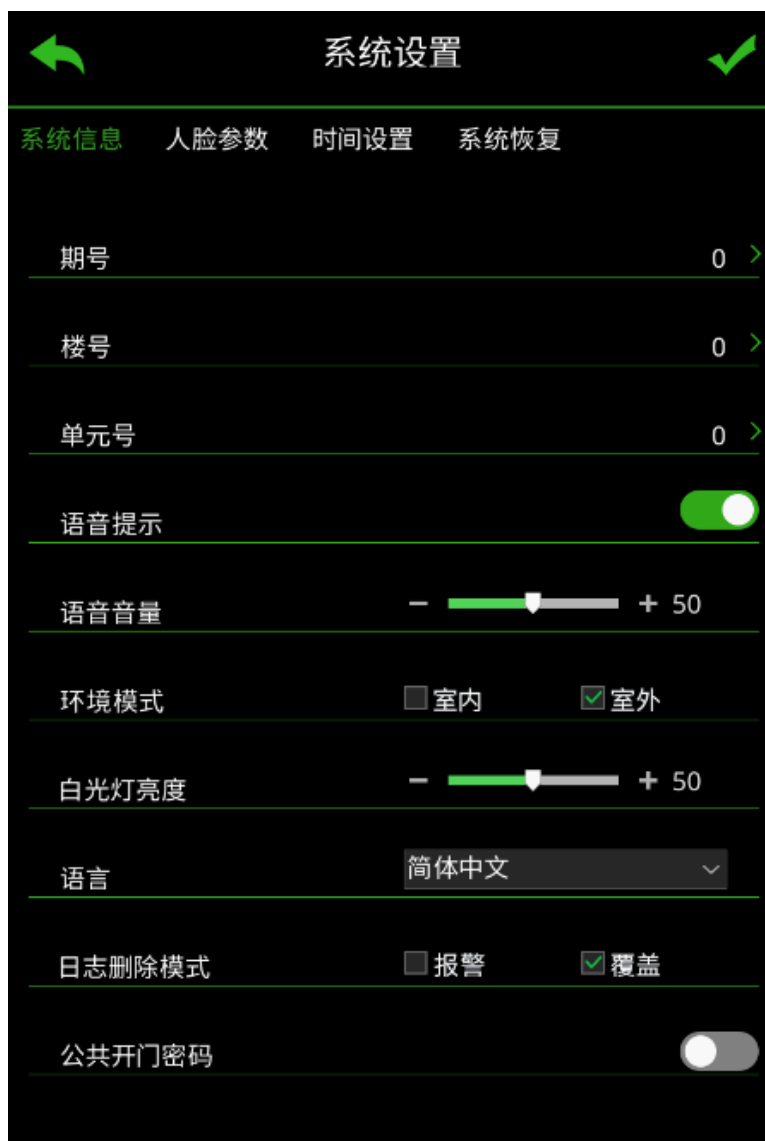 系统设置
系统信息 人脸参数 时间设置 系统恢复
期号 0
楼号 0
单元号 0
语音提示
语音音量 50
环境模式 室内 室外
白光灯亮度 50
语言 简体中文
日志删除模式 报警 覆盖
公共开门密码